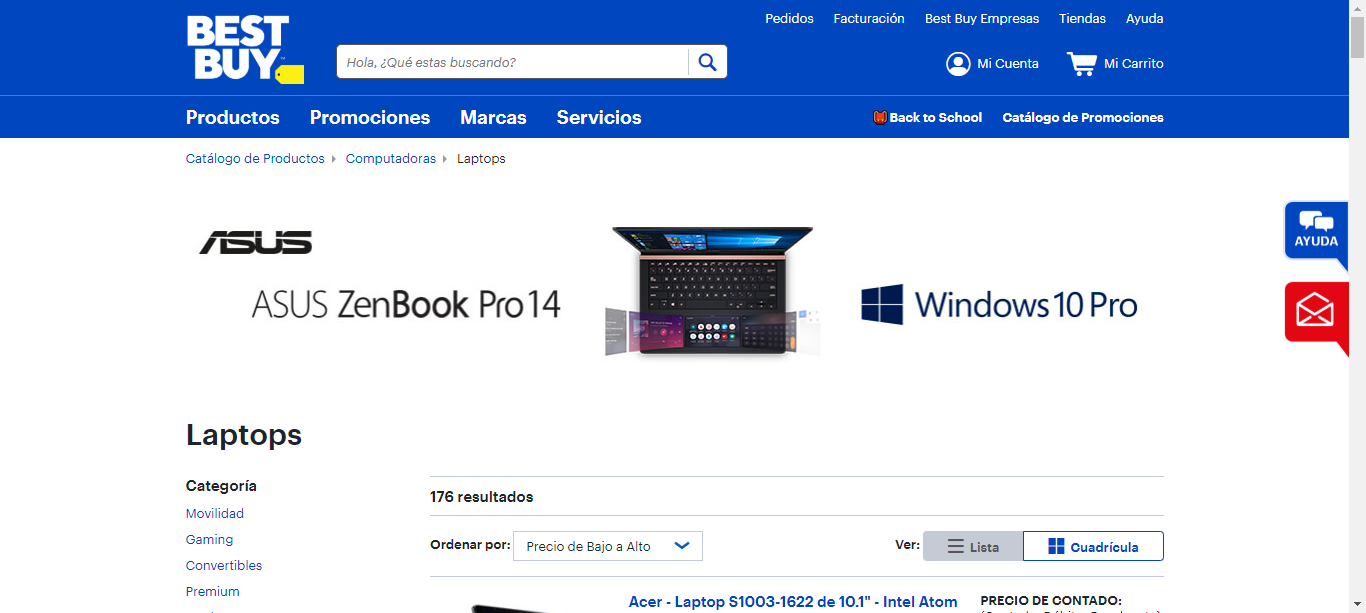 Pedidos Facturación Best Buy Empresas Tiendas Ayuda
BEST
BUY
Hola, ¿Qué estas buscando?
Mi Cuenta Mi Carrito
Productos Promociones Marcas Servicios Back to School Catálogo de Promociones
Catálogo de Productos Computadoras Laptops
AYUDA
ASUS
ASUS ZenBook Pro 14
Windows 10 Pro
Laptops
Categoría
Movilidad
Gaming
Convertibles
Premium
176 resultados
Ordenar por: Precio de Bajo a Alto Ver: Lista Cuadrícula
Acer - Laptop S1003-1622 de 10.1" - Intel Atom
PRECIO DE CONTADO: